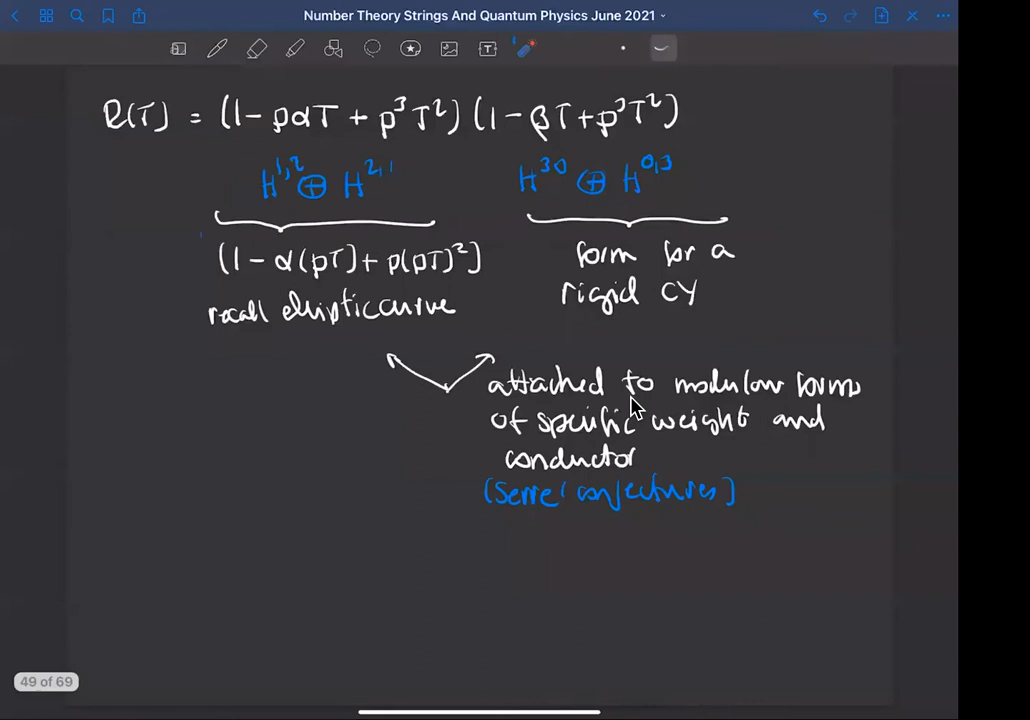 Number Theory Strings And Quantum Physics June 2021
R(T) = (1 - pαT + p³T²)(1 - βT + p³T²)
H^{1,2} ⊕ H^{2,1}   H^{30} ⊕ H^{0,3}
(1 - α(pT) + p(pT)²)   form for a
recall elliptic curve   rigid CY
attached to modular forms
of specific weight and
conductor
(Serre conjectures)
49 of 69